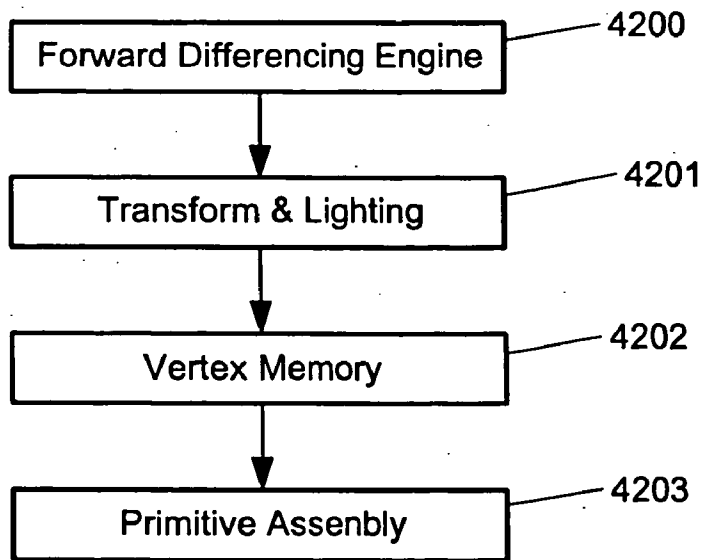 4200
Forward Differencing Engine
4201
Transform & Lighting
4202
Vertex Memory
4203
Primitive Assenbly